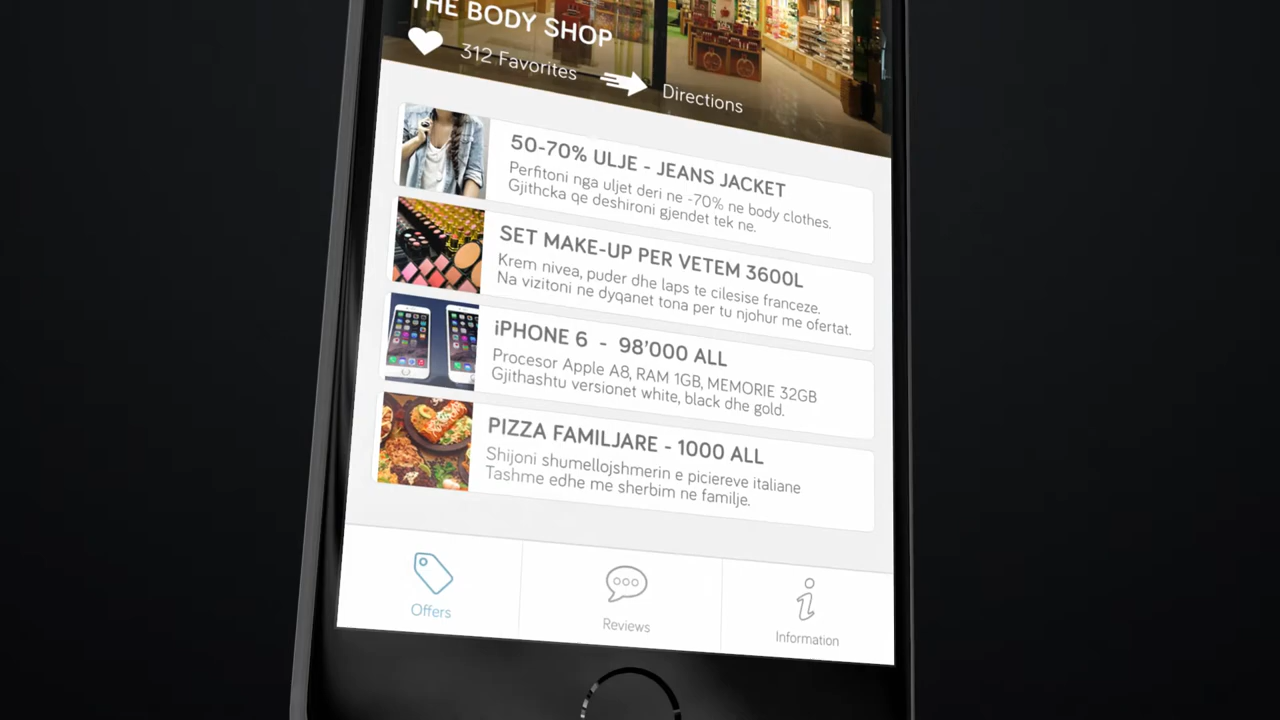 THE BODY SHOP
312 Favorites
Directions
50-70% ULJE - JEANS JACKET
Perfitoni nga uljet deri ne -70% ne body clothes.
Gjithcka qe deshironi gjendet tek ne.
SET MAKE-UP PER VETEM 3600L
Krem nivea, puder dhe laps te cilesise franceze.
Na vizitoni ne dyqanet tona per tu njohur me ofertat.
iPHONE 6 - 98'000 ALL
Procesor Apple A8, RAM 1GB, MEMORIE 32GB
Gjithashtu versionet white, black dhe gold.
PIZZA FAMILJARE - 1000 ALL
Shijoni shumellojshmerin e piciereve italiane
Tashme edhe me sherbim ne familje.
Offers
Reviews
Information